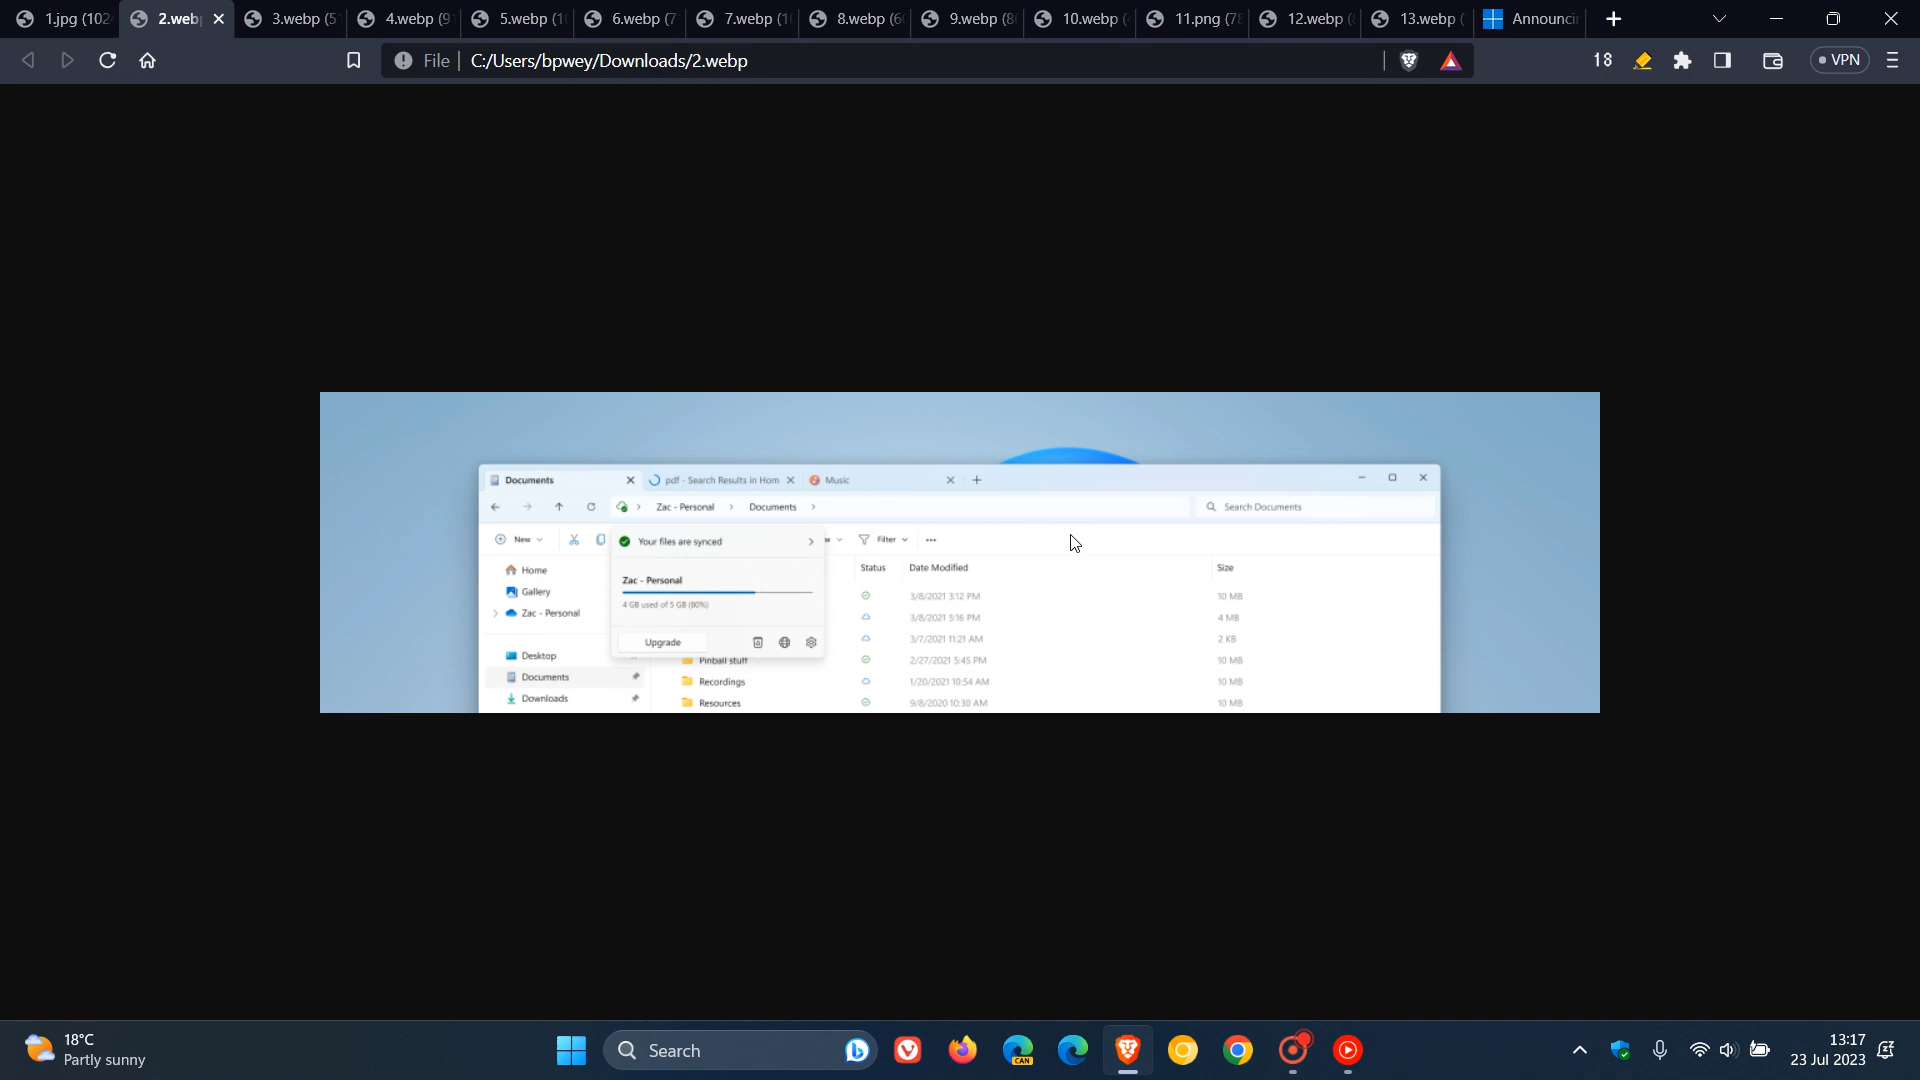 1.jpg (102
2.web
3.webp (5
4.webp (9
5.webp (1
6.webp (7
7.webp (1
8.webp (6
9.webp (8
10.webp (
11.png (78
12.webp (
13.webp (
Announcin
File
C:/Users/bpwey/Downloads/2.webp
18
VPN
Documents
pdf - Search Results in Hom
Music
Zac - Personal
Documents
Search Documents
New
Filter
Your files are synced
Home
Status
Date Modified
Size
Zac - Personal
Gallery
3/8/2021 3:12 PM
10 MB
4 GB used of 5 GB (80%)
Zac - Personal
3/8/2021 5:16 PM
4 MB
Upgrade
3/7/2021 11:21 AM
2 KB
Desktop
Pinball stuff
2/27/2021 5:45 PM
10 MB
Documents
Recordings
1/20/2021 10:54 AM
10 MB
Downloads
Resources
9/8/2020 10:30 AM
10 MB
18°C
Partly sunny
Search
CAN
13:17
23 Jul 2023